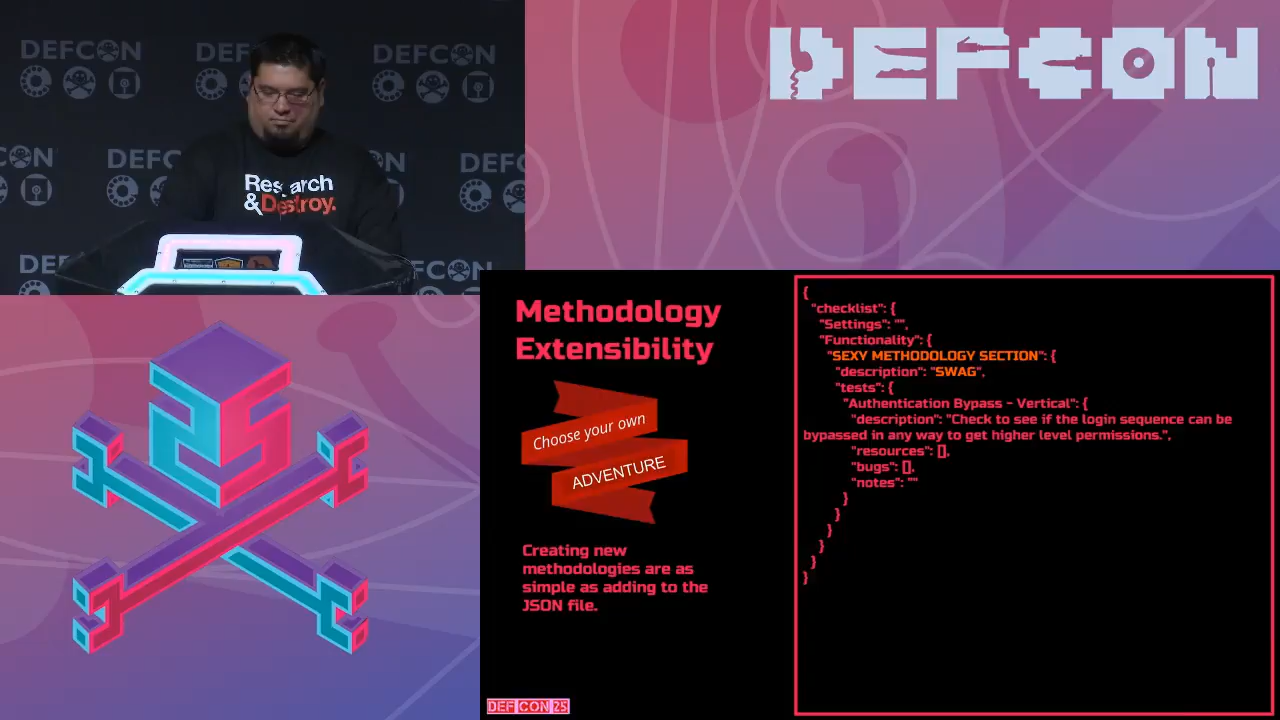 DEFCON
DEFCON DEFCON DEFCON
DEFCON
Research
&Destroy.
25
Methodology
Extensibility
Choose your own
ADVENTURE
Creating new
methodologies are as
simple as adding to the
JSON file.
DEF CON 25
{
"checklist": {
"Settings": "",
"Functionality": {
"SEXY METHODOLOGY SECTION": {
"description": "SWAG",
"tests": {
"Authentication Bypass - Vertical": {
"description": "Check to see if the login sequence can be
bypassed in any way to get higher level permissions.",
"resources": [],
"bugs": [],
"notes": ""
}
}
}
}
}
}